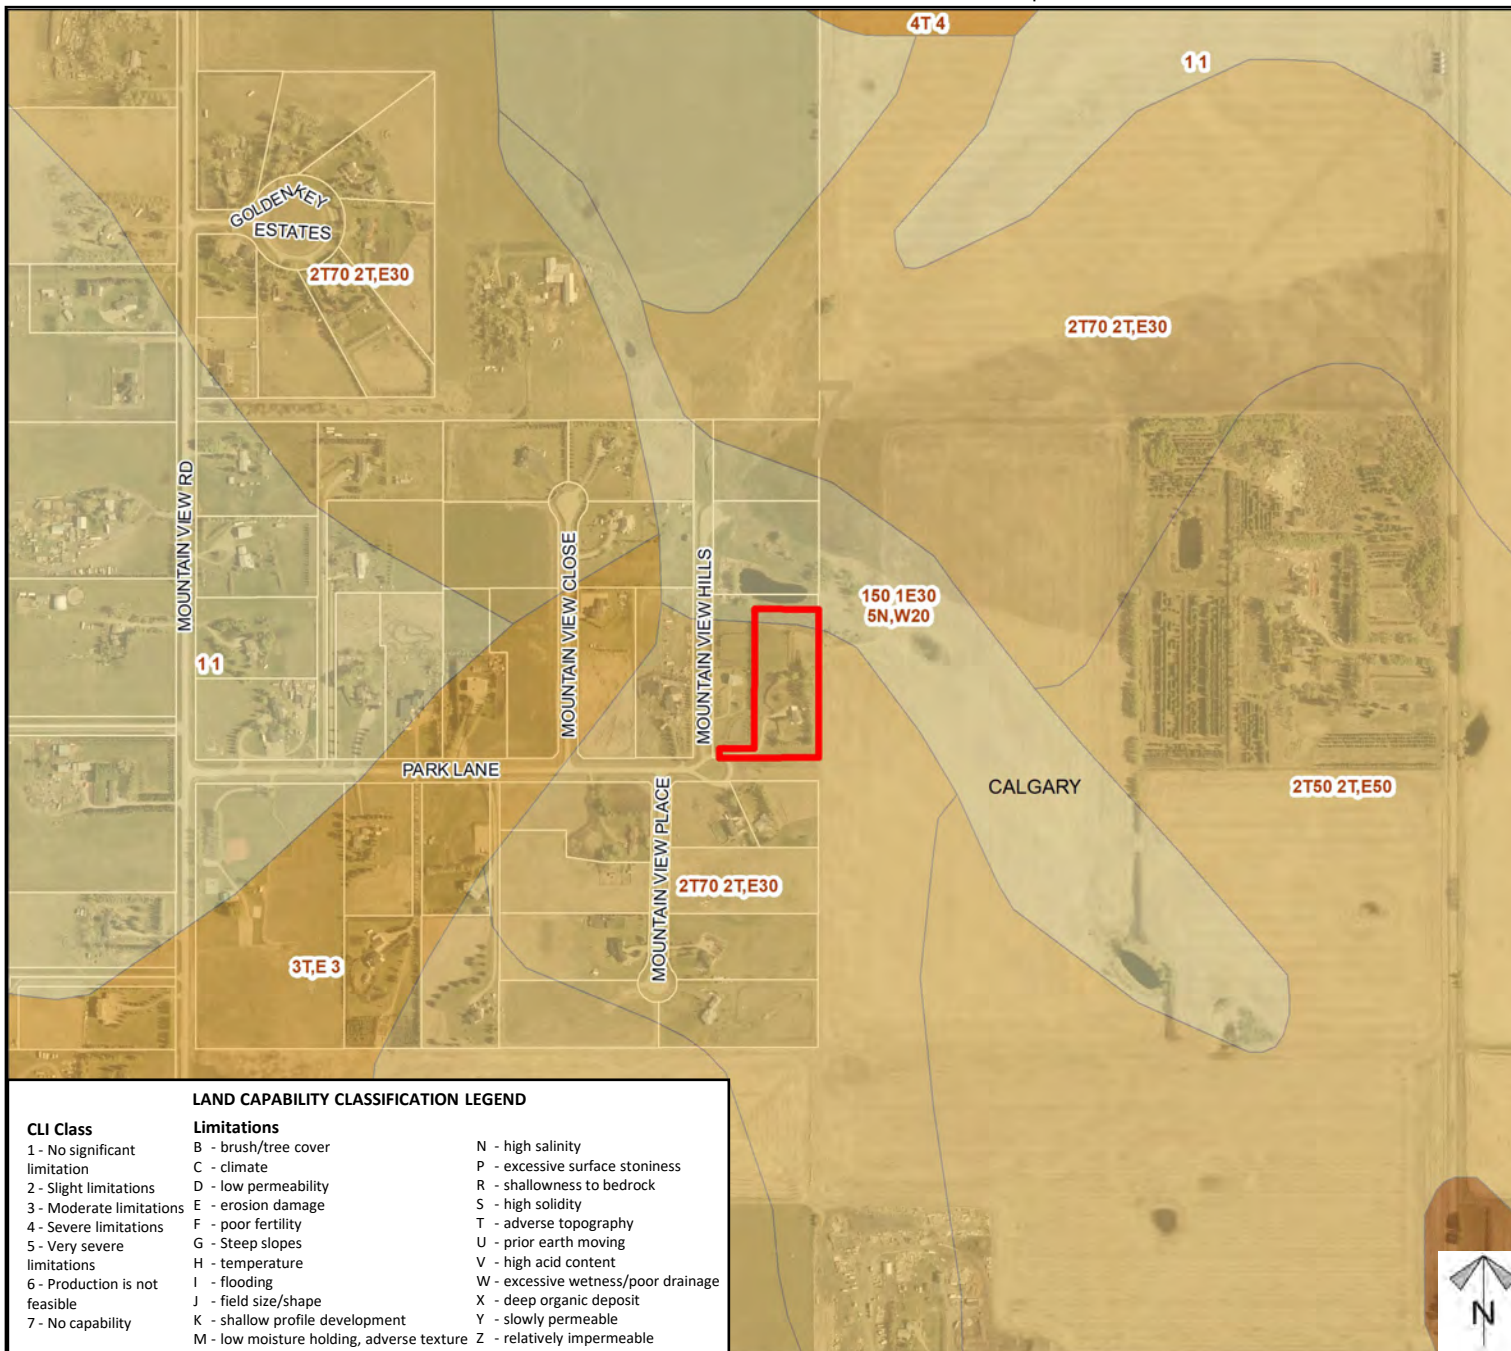 4T 4
1 1
GOLDENKEY
ESTATES
2T70 2T,E30
2T70 2T,E30
MOUNTAIN VIEW RD
MOUNTAIN VIEW CLOSE
MOUNTAIN VIEW HILLS
150 1E30
5N,W20
1 1
PARK LANE
MOUNTAIN VIEW PLACE
CALGARY
2T50 2T,E50
2T70 2T,E30
3T,E 3
LAND CAPABILITY CLASSIFICATION LEGEND
CLI Class
1 - No significant
limitation
2 - Slight limitations
3 - Moderate limitations
4 - Severe limitations
5 - Very severe
limitations
6 - Production is not
feasible
7 - No capability
Limitations
B - brush/tree cover
C - climate
D - low permeability
E - erosion damage
F - poor fertility
G - Steep slopes
H - temperature
I - flooding
J - field size/shape
K - shallow profile development
M - low moisture holding, adverse texture
N - high salinity
P - excessive surface stoniness
R - shallowness to bedrock
S - high solidity
T - adverse topography
U - prior earth moving
V - high acid content
W - excessive wetness/poor drainage
X - deep organic deposit
Y - slowly permeable
Z - relatively impermeable
N